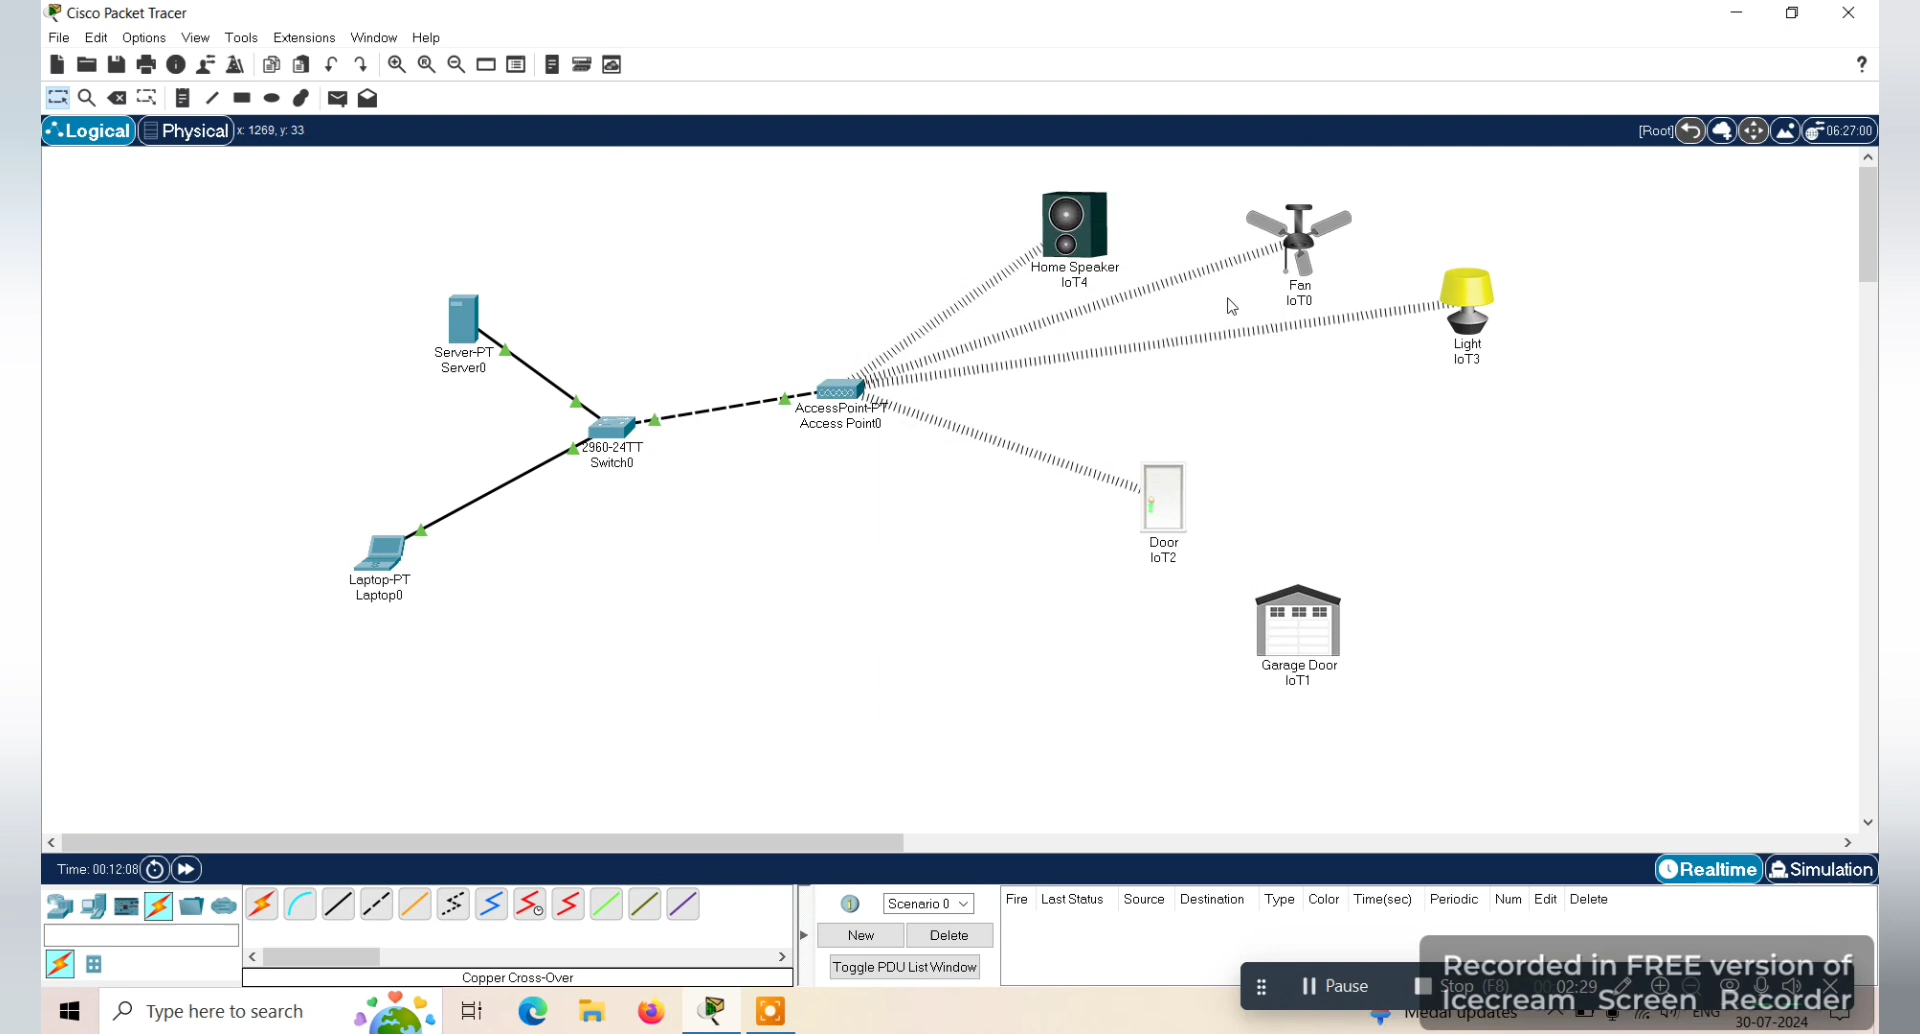 Cisco Packet Tracer
File Edit Options View Tools Extensions Window Help
?
Logical Physical x: 1269, y: 33 [Root] 06:27:00
Home Speaker
IoT4
Fan
IoT0
Light
IoT3
Server-PT
Server0
AccessPoint-PT
Access Point0
2960-24TT
Switch0
Door
IoT2
Laptop-PT
Laptop0
Garage Door
IoT1
Time: 00:12:08 Realtime Simulation
Scenario 0 Fire Last Status Source Destination Type Color Time(sec) Periodic Num Edit Delete
New Delete
Toggle PDU List Window
Copper Cross-Over
Recorded in FREE version of
Pause Stop (F8) 00:02:29
Icecream Screen Recorder
Type here to search Medal updates ENG
30-07-2024